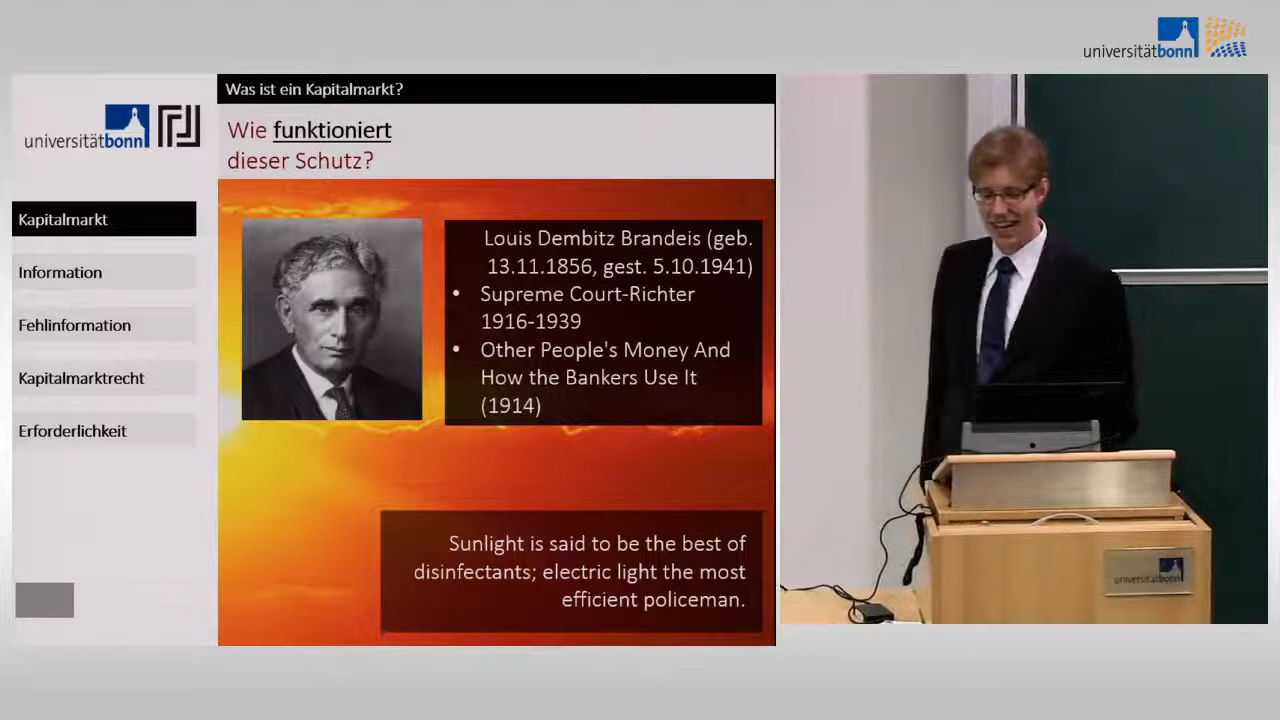 universitätbonn
universitätbonn
Was ist ein Kapitalmarkt?
Wie funktioniert
dieser Schutz?
Kapitalmarkt
Information
Fehlinformation
Kapitalmarktrecht
Erforderlichkeit
Louis Dembitz Brandeis (geb.
13.11.1856, gest. 5.10.1941)
• Supreme Court-Richter
1916-1939
• Other People's Money And
How the Bankers Use It
(1914)
Sunlight is said to be the best of
disinfectants; electric light the most
efficient policeman.
universitätbonn